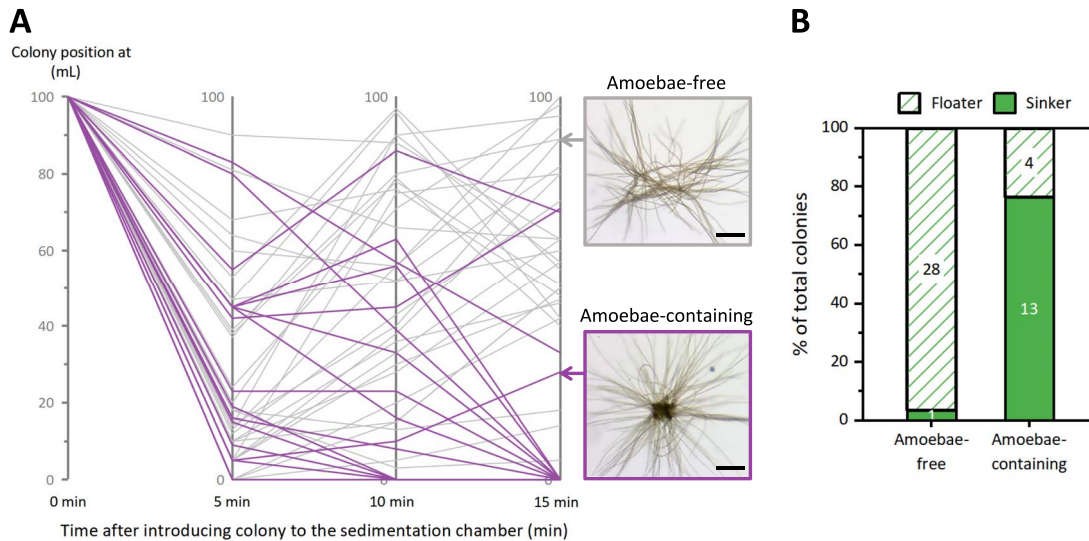 A
Colony position at
(mL)
100
100
100
100
80
60
40
20
0
0
0
0
0 min
5 min
10 min
15 min
Time after introducing colony to the sedimentation chamber (min)
Amoebae-free
Amoebae-containing
B
Floater
Sinker
% of total colonies
100
80
60
40
20
0
28
1
4
13
Amoebae-
free
Amoebae-
containing